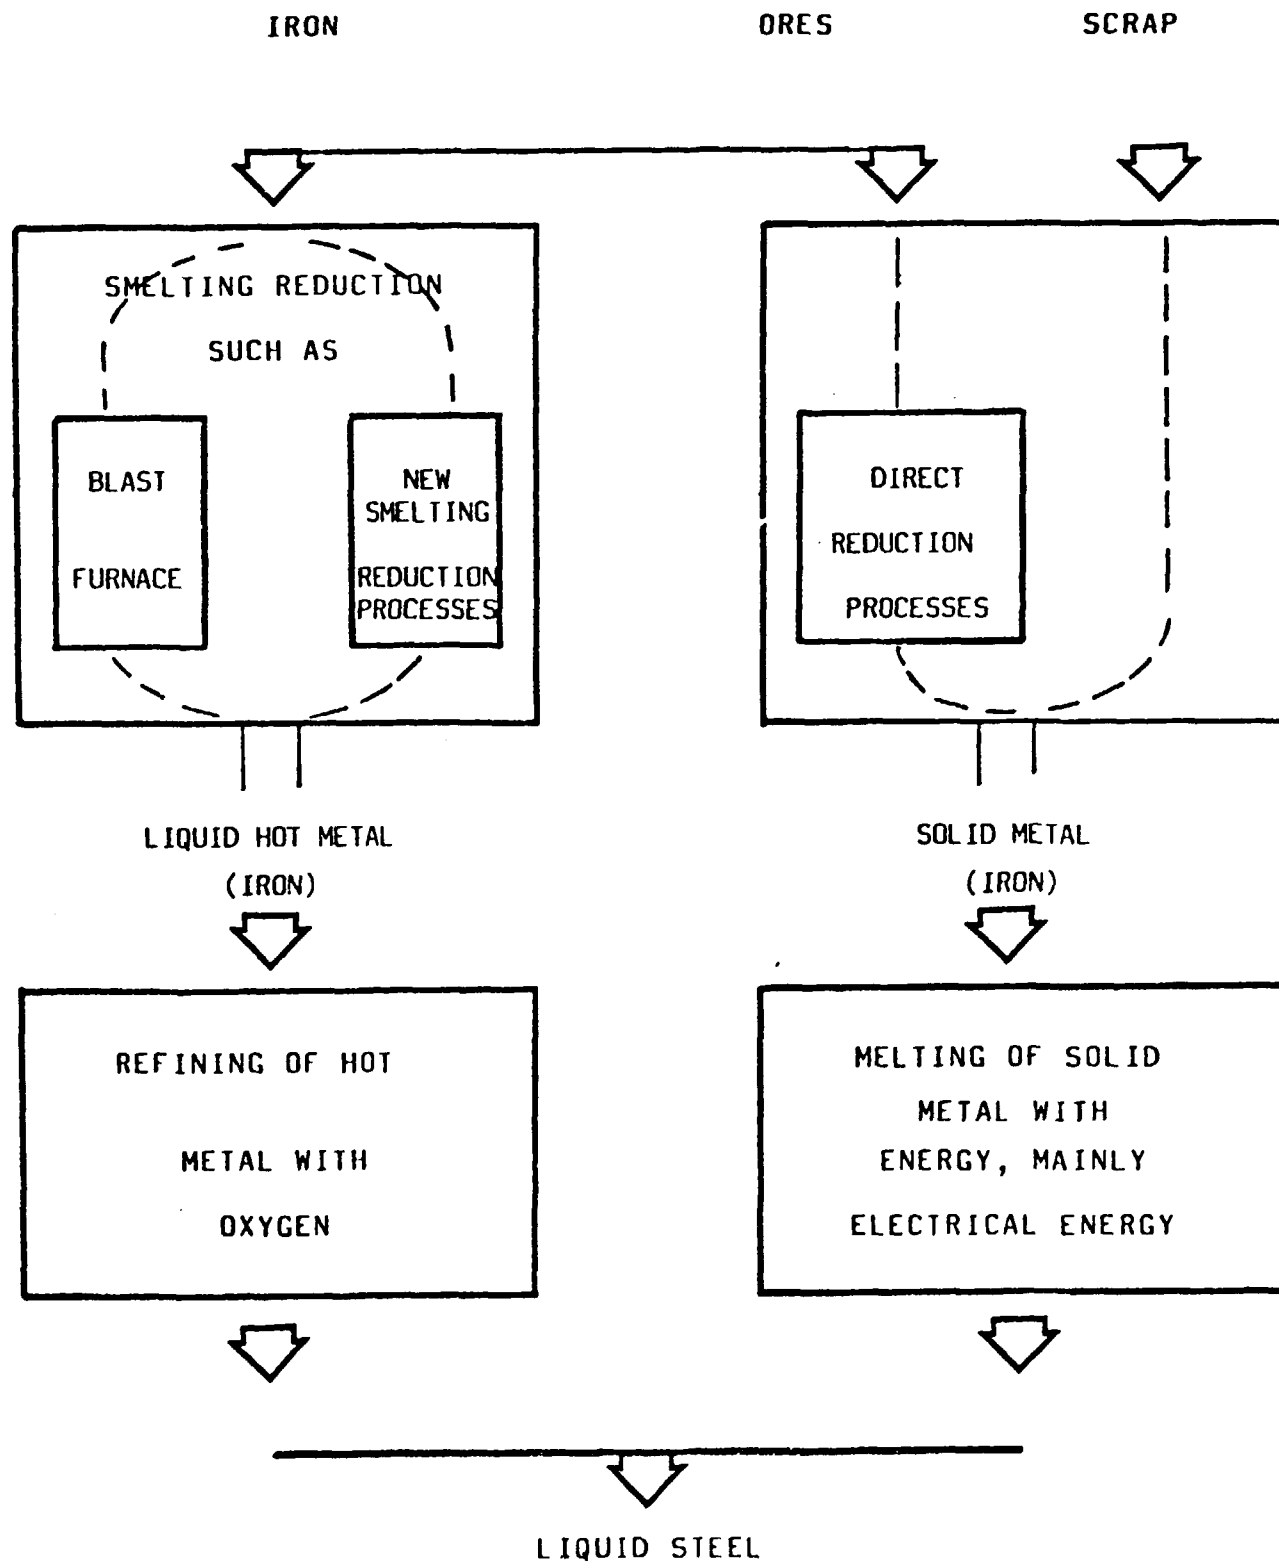 IRON ORES SCRAP
SMELTING REDUCTION
SUCH AS
BLAST
FURNACE
NEW
SMELTING
REDUCTION
PROCESSES
DIRECT
REDUCTION
PROCESSES
LIQUID HOT METAL
(IRON)
SOLID METAL
(IRON)
REFINING OF HOT
METAL WITH
OXYGEN
MELTING OF SOLID
METAL WITH
ENERGY, MAINLY
ELECTRICAL ENERGY
LIQUID STEEL